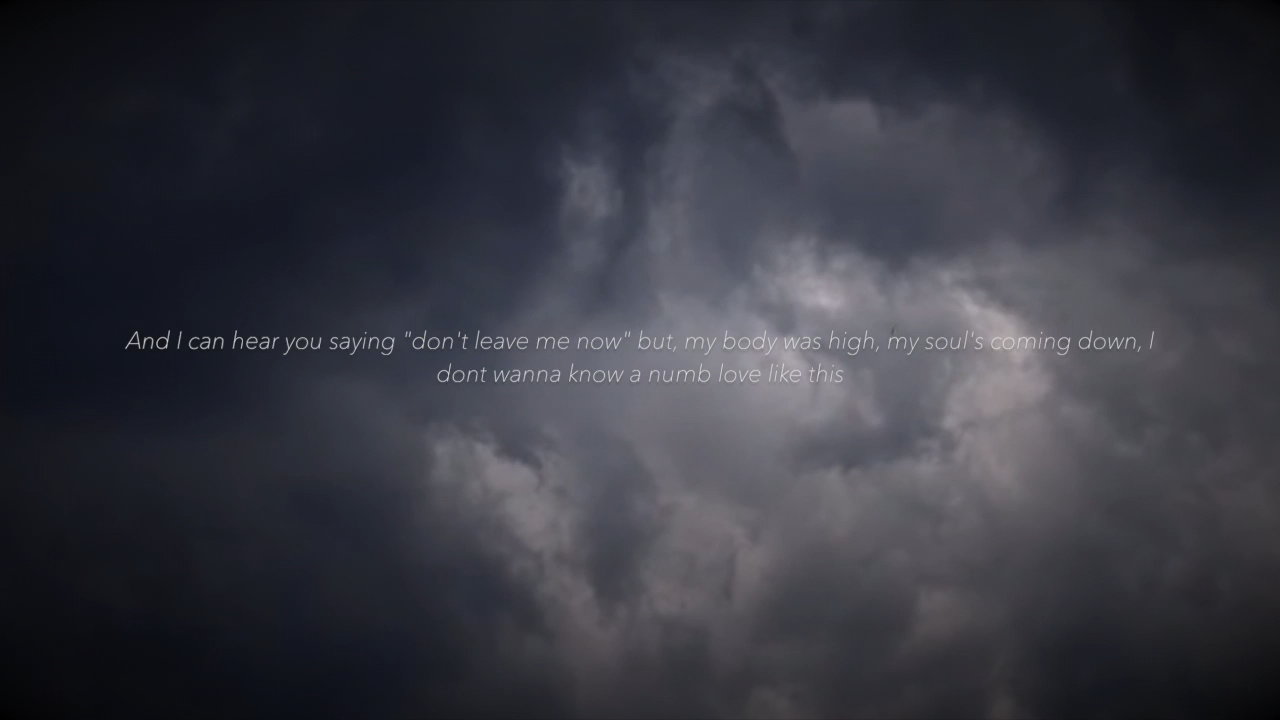 And I can hear you saying "don't leave me now" but, my body was high, my soul's coming down, I
dont wanna know a numb love like this